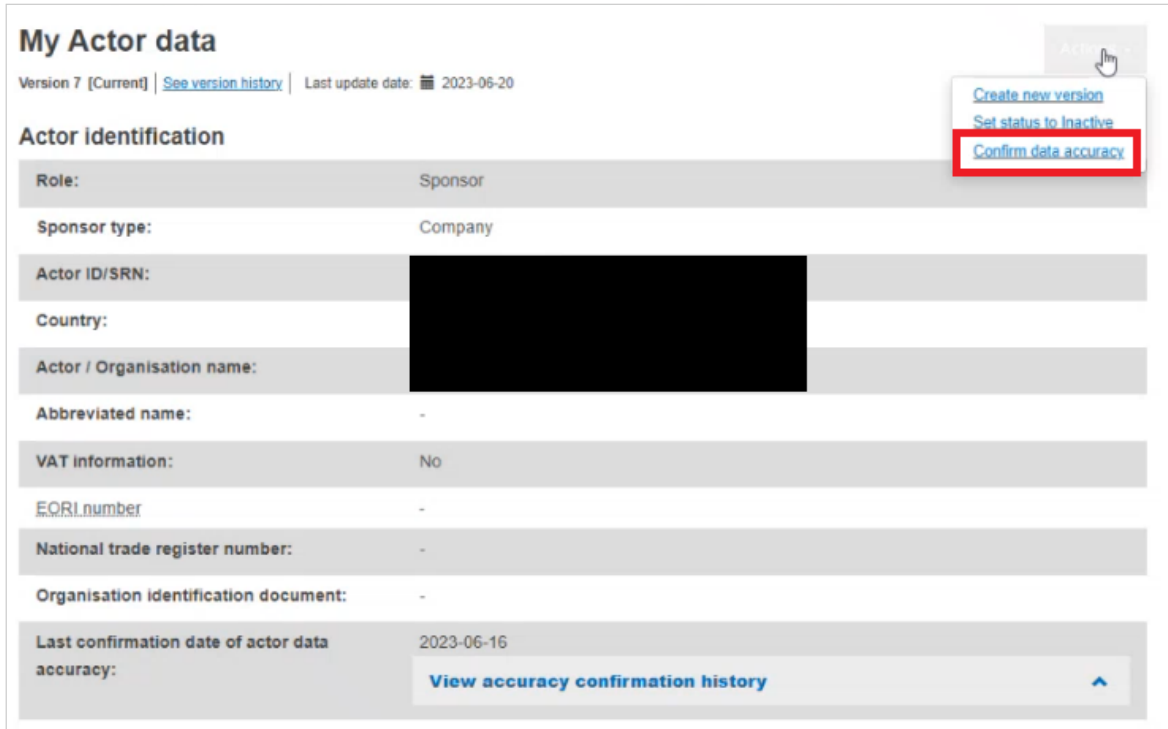 My Actor data
Actions
Version 7 [Current] See version history Last update date: 2023-06-20
Create new version
Set status to Inactive
Confirm data accuracy
Actor identification
Role: Sponsor
Sponsor type: Company
Actor ID/SRN:
Country:
Actor / Organisation name:
Abbreviated name: -
VAT information: No
EORI number -
National trade register number: -
Organisation identification document: -
Last confirmation date of actor data 2023-06-16
accuracy:
View accuracy confirmation history